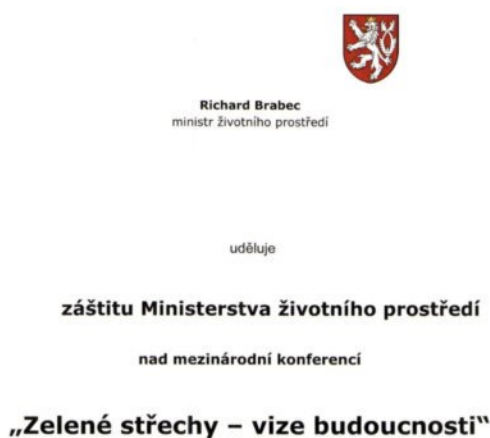 Richard Brabec
ministr životního prostředí
uděluje
záštitu Ministerstva životního prostředí
nad mezinárodní konferencí
„Zelené střechy – vize budoucnosti“